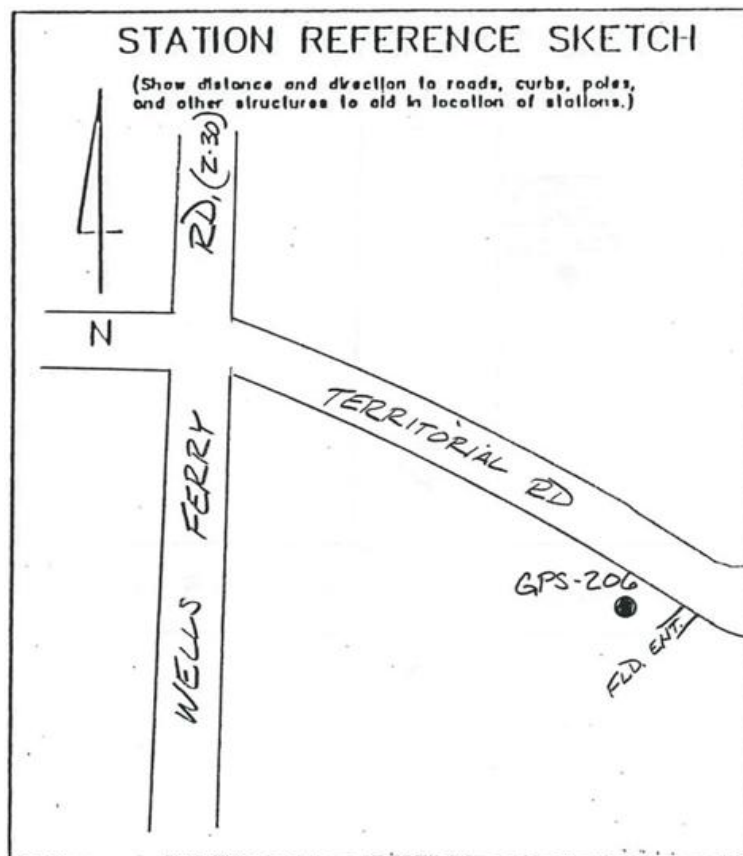 STATION REFERENCE SKETCH
(Show distance and direction to roads, curbs, poles,
and other structures to aid in location of stations.)
RD. (Z-30)
N
TERRITORIAL RD
WELLS FERRY
GPS-206
FLD. ENT.